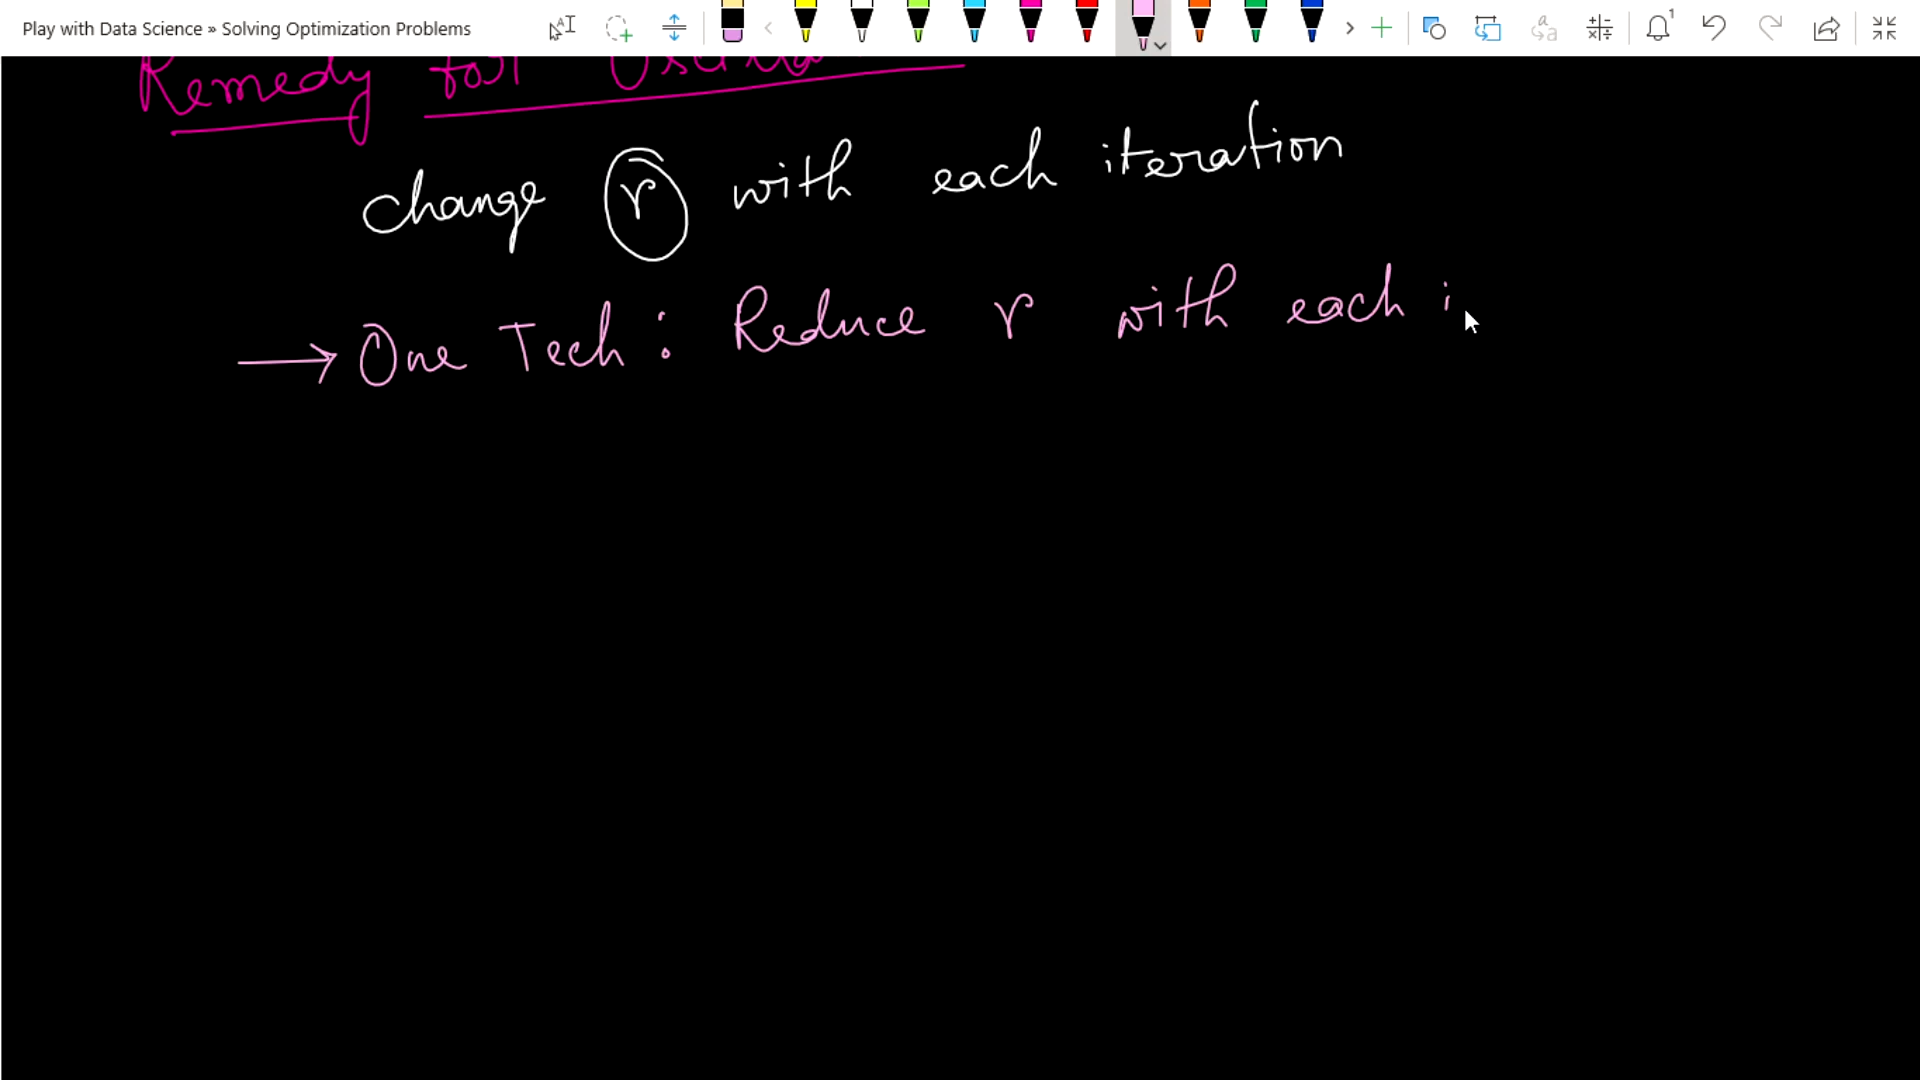 Play with Data Science » Solving Optimization Problems
Remedy for
change r with each iteration
→ One Tech : Reduce r with each i